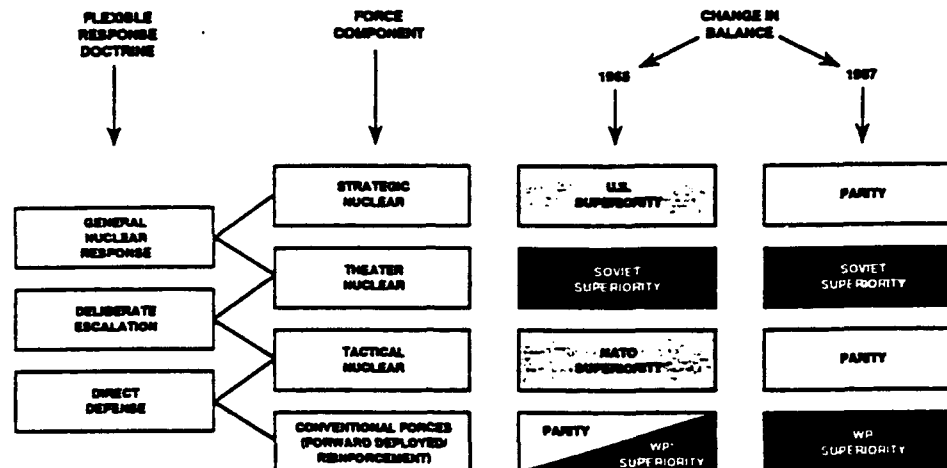 FLEXIBLE
RESPONSE
DOCTRINE
FORCE
COMPONENT
CHANGE IN
BALANCE
1965
1987
GENERAL
NUCLEAR
RESPONSE
DELIBERATE
ESCALATION
DIRECT
DEFENSE
STRATEGIC
NUCLEAR
THEATER
NUCLEAR
TACTICAL
NUCLEAR
CONVENTIONAL FORCES
(FORWARD DEPLOYED/
REINFORCEMENT)
U.S.
SUPERIORITY
SOVIET
SUPERIORITY
NATO
SUPERIORITY
PARITY
WP
SUPERIORITY
PARITY
SOVIET
SUPERIORITY
PARITY
WP
SUPERIORITY